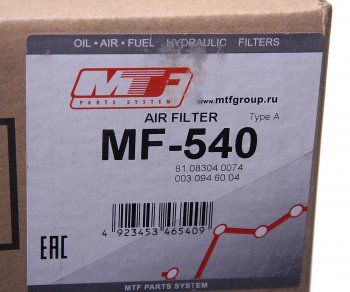 OIL • AIR • FUEL HYDRAULIC FILTERS
MTF
PARTS SYSTEM
www.mtfgroup.ru
AIR FILTER Type A
MF-540
81.08304.0074
003 094 60 04
4 923453 465409
EAC
MTF PARTS SYSTEM